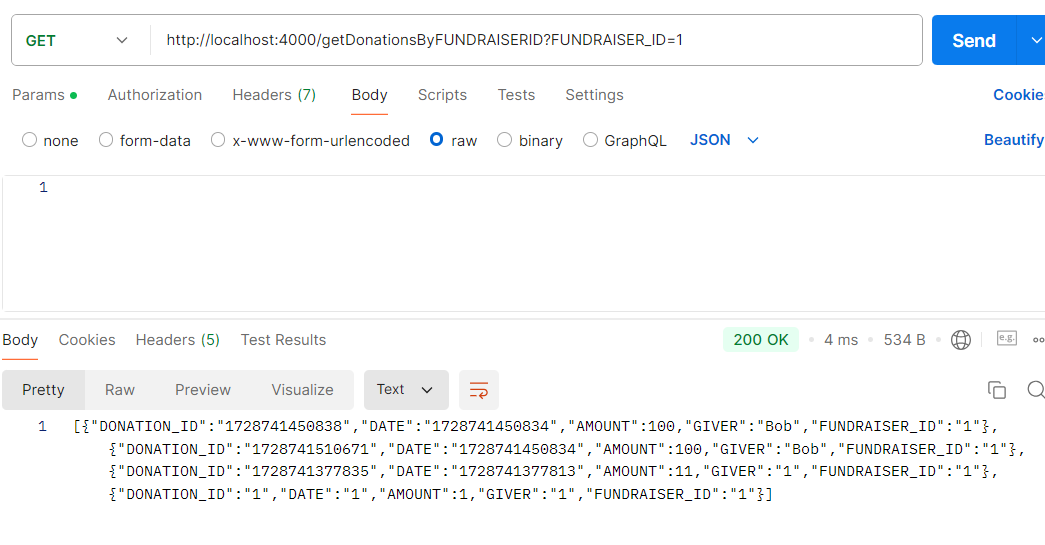 GET http://localhost:4000/getDonationsByFUNDRAISERID?FUNDRAISER_ID=1 Send
Params Authorization Headers (7) Body Scripts Tests Settings Cookie
none form-data x-www-form-urlencoded raw binary GraphQL JSON Beautify
1
Body Cookies Headers (5) Test Results 200 OK 4 ms 534 B e.g.
Pretty Raw Preview Visualize Text
1 [{"DONATION_ID":"1728741450838","DATE":"1728741450834","AMOUNT":100,"GIVER":"Bob","FUNDRAISER_ID":"1"},
{"DONATION_ID":"1728741510671","DATE":"1728741450834","AMOUNT":100,"GIVER":"Bob","FUNDRAISER_ID":"1"},
{"DONATION_ID":"1728741377835","DATE":"1728741377813","AMOUNT":11,"GIVER":"1","FUNDRAISER_ID":"1"},
{"DONATION_ID":"1","DATE":"1","AMOUNT":1,"GIVER":"1","FUNDRAISER_ID":"1"}]